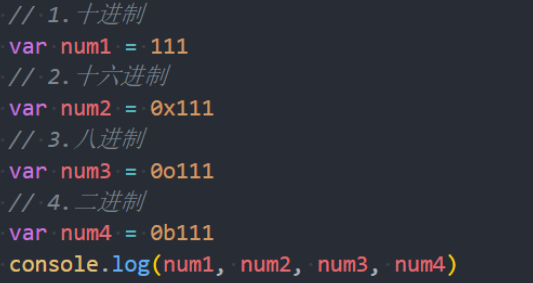 // 1.十进制
var num1 = 111
// 2.十六进制
var num2 = 0x111
// 3.八进制
var num3 = 0o111
// 4.二进制
var num4 = 0b111
console.log(num1, num2, num3, num4)